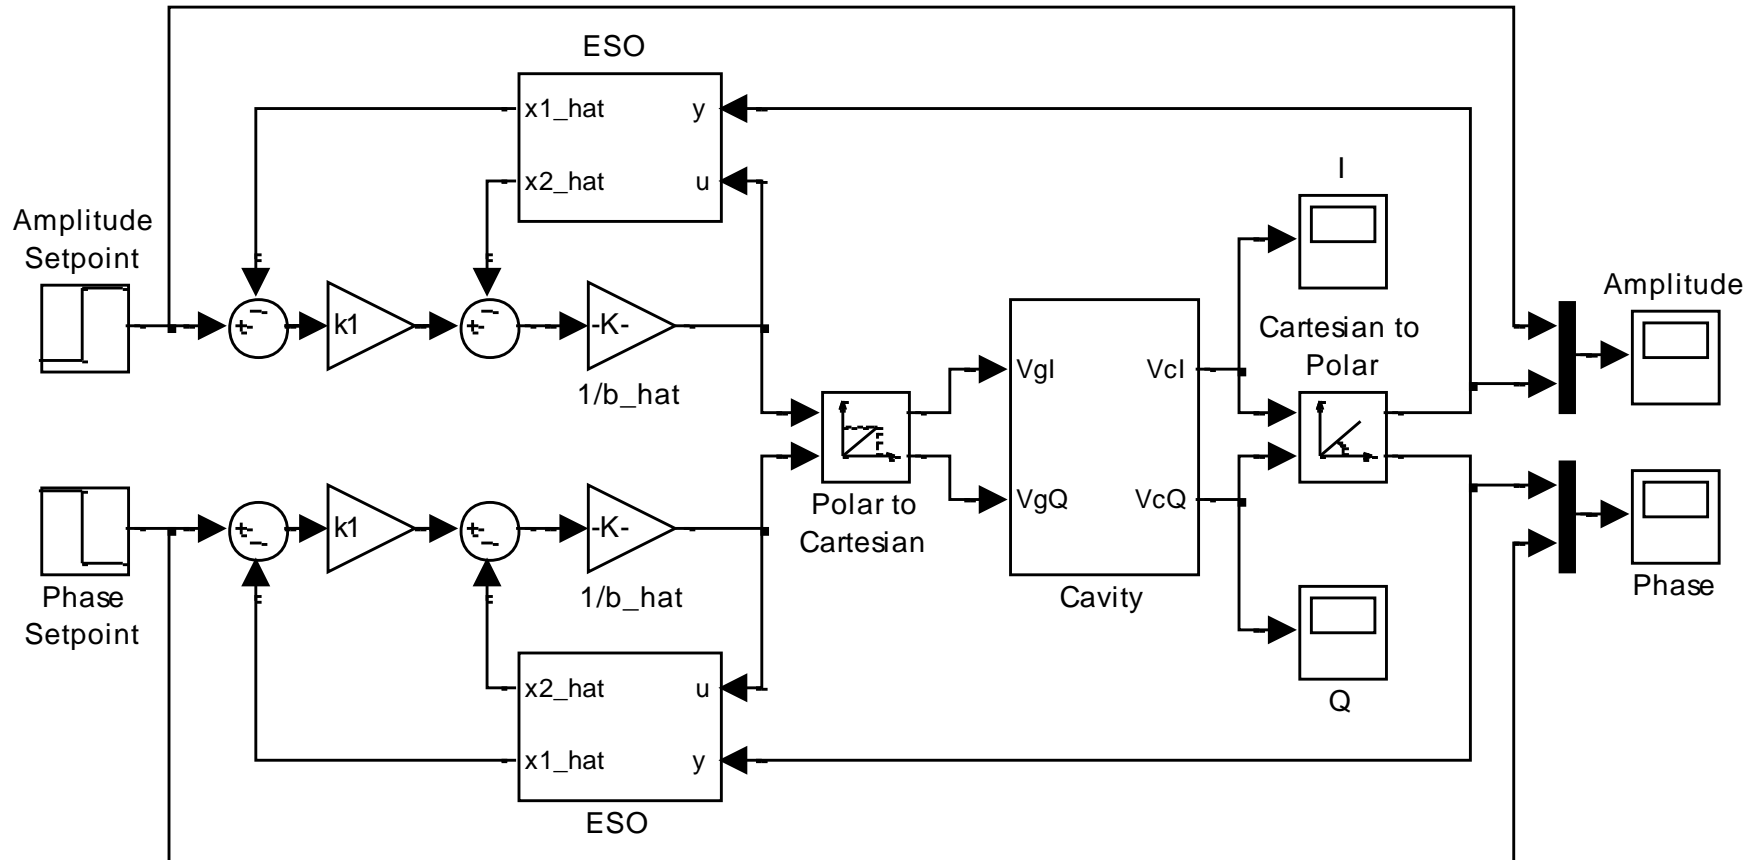 ESO
x1_hat
y
x2_hat
u
I
Amplitude
Setpoint
k1
-K-
1/b_hat
VgI
VcI
Cartesian to
Polar
Amplitude
VgQ
VcQ
Polar to
Cartesian
Cavity
k1
-K-
1/b_hat
Phase
Setpoint
Phase
x2_hat
u
x1_hat
y
ESO
Q